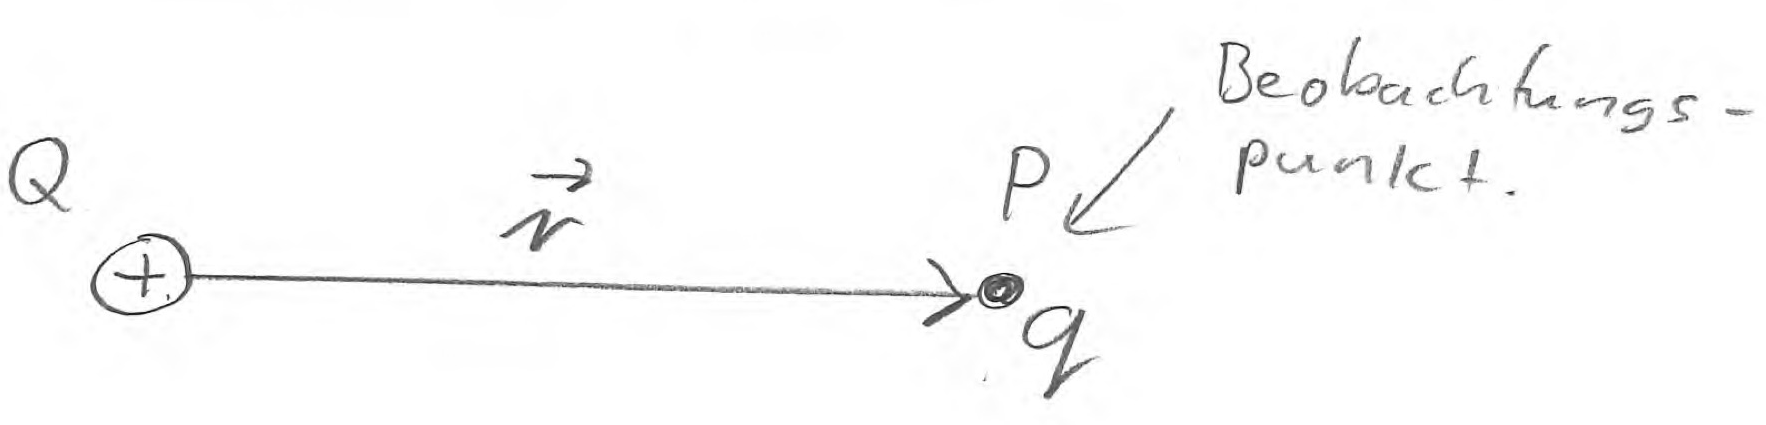 Q
+
r⃗
P
q
Beobachtungs-
punkt.